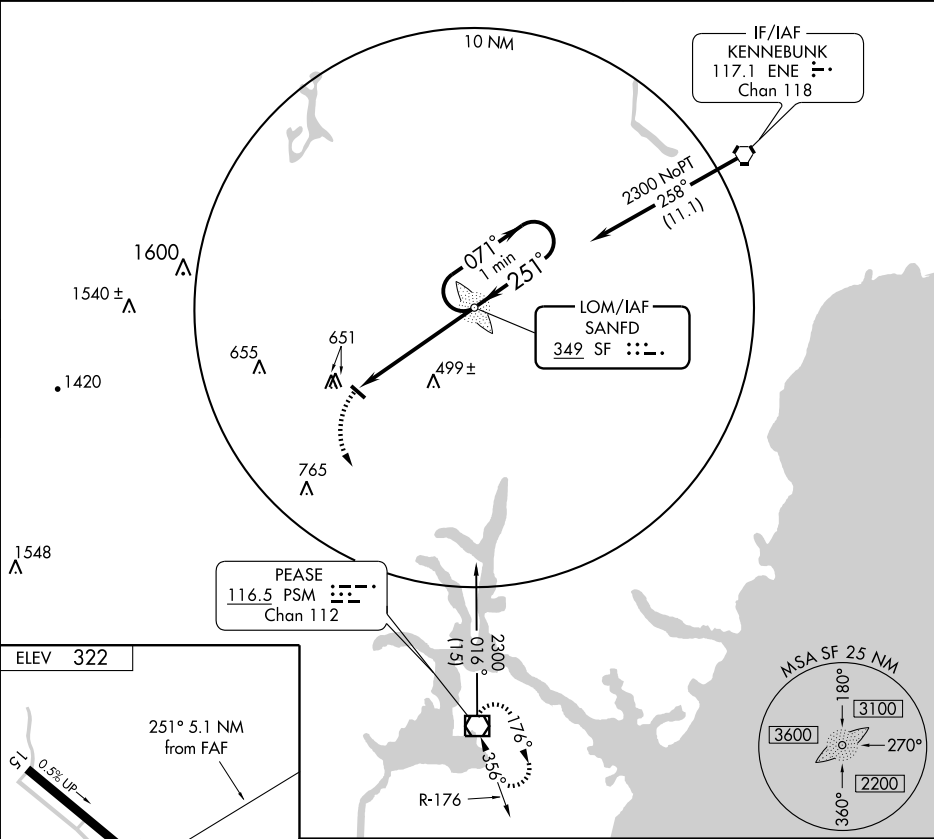 10 NM
IF/IAF
KENNEBUNK
117.1 ENE
Chan 118
2300 NoPT
258°
(11.1)
071°
1 min
251°
1600
1540 ±
LOM/IAF
SANFD
349 SF
651
655
499 ±
1420
765
1548
PEASE
116.5 PSM
Chan 112
2300
016°
(15)
176°
356°
R-176
ELEV 322
251° 5.1 NM
from FAF
15
0.5% UP
MSA SF 25 NM
180°
3100
3600
270°
2200
360°